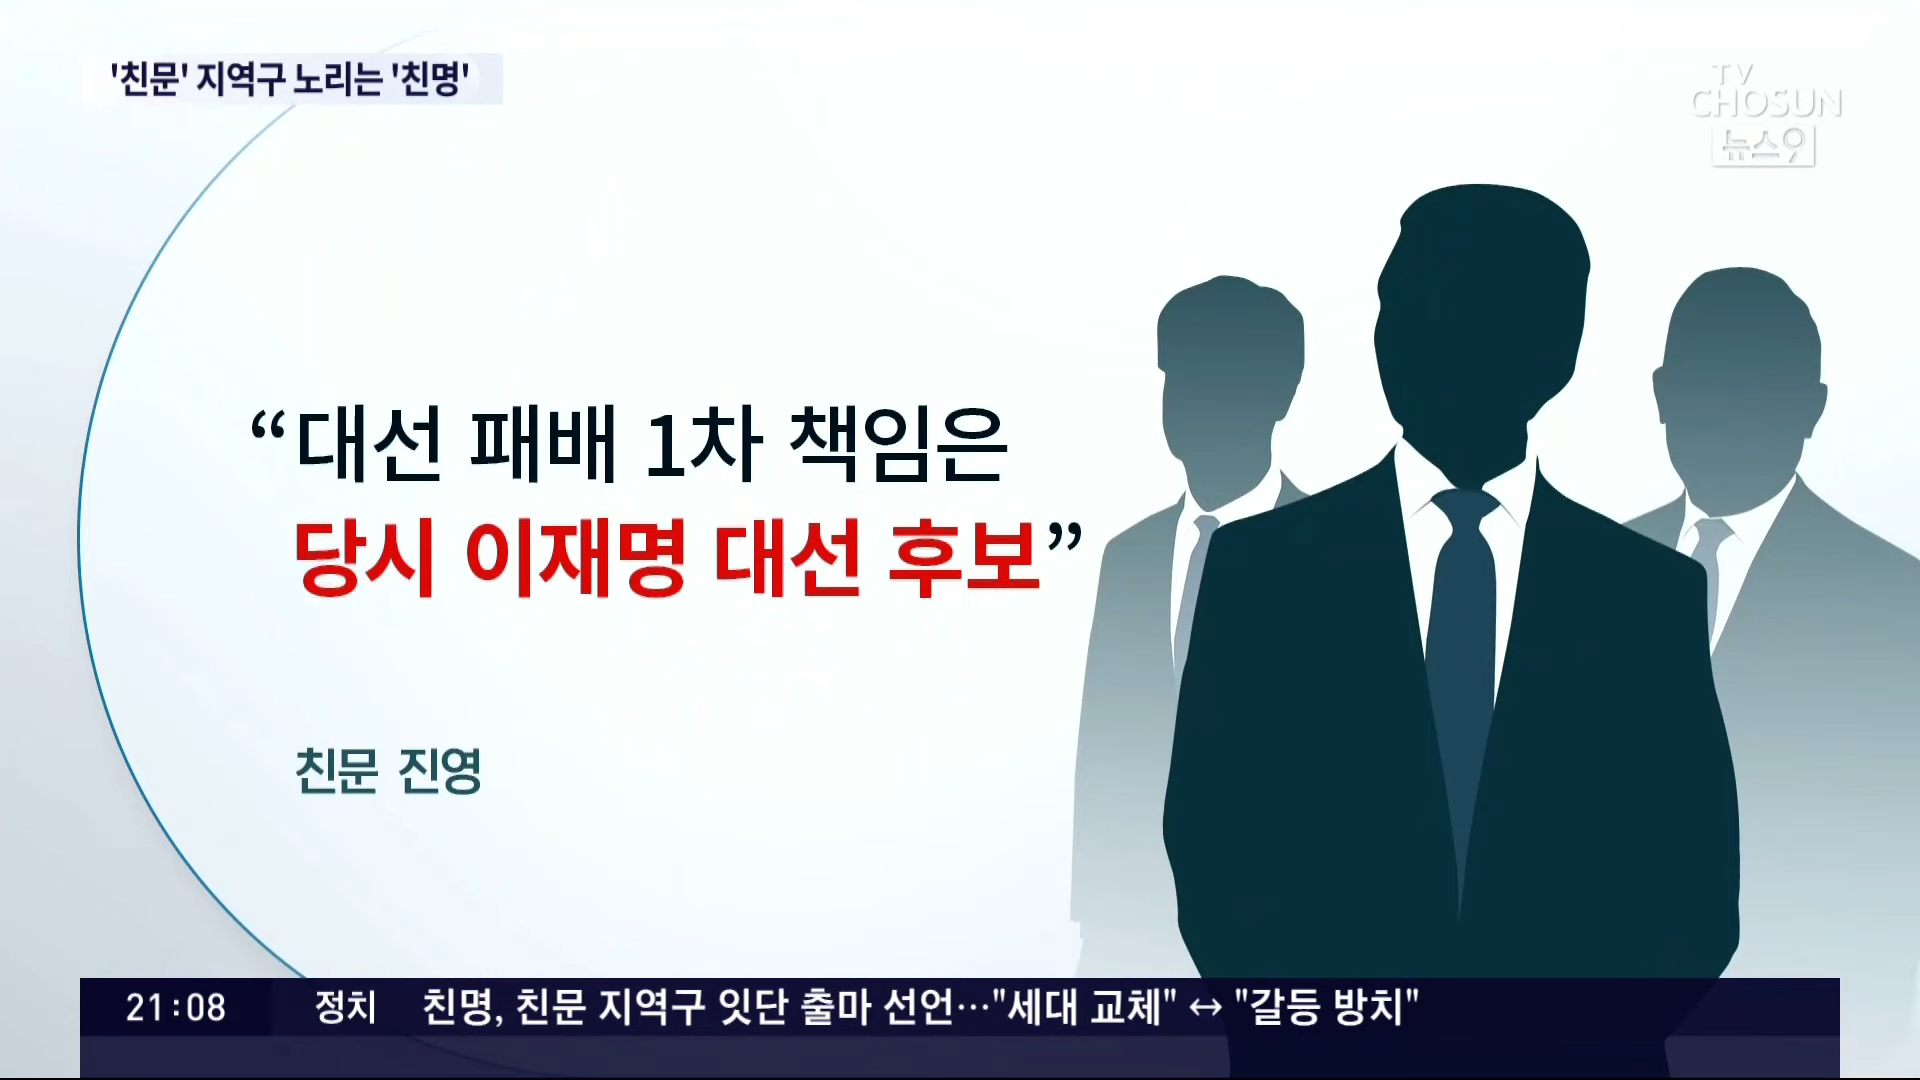 '친문' 지역구 노리는 '친명'
TV
CHOSUN
뉴스9
“대선 패배 1차 책임은
당시 이재명 대선 후보”
친문 진영
21:08 정치 친명, 친문 지역구 잇단 출마 선언…"세대 교체" ↔ "갈등 방치"